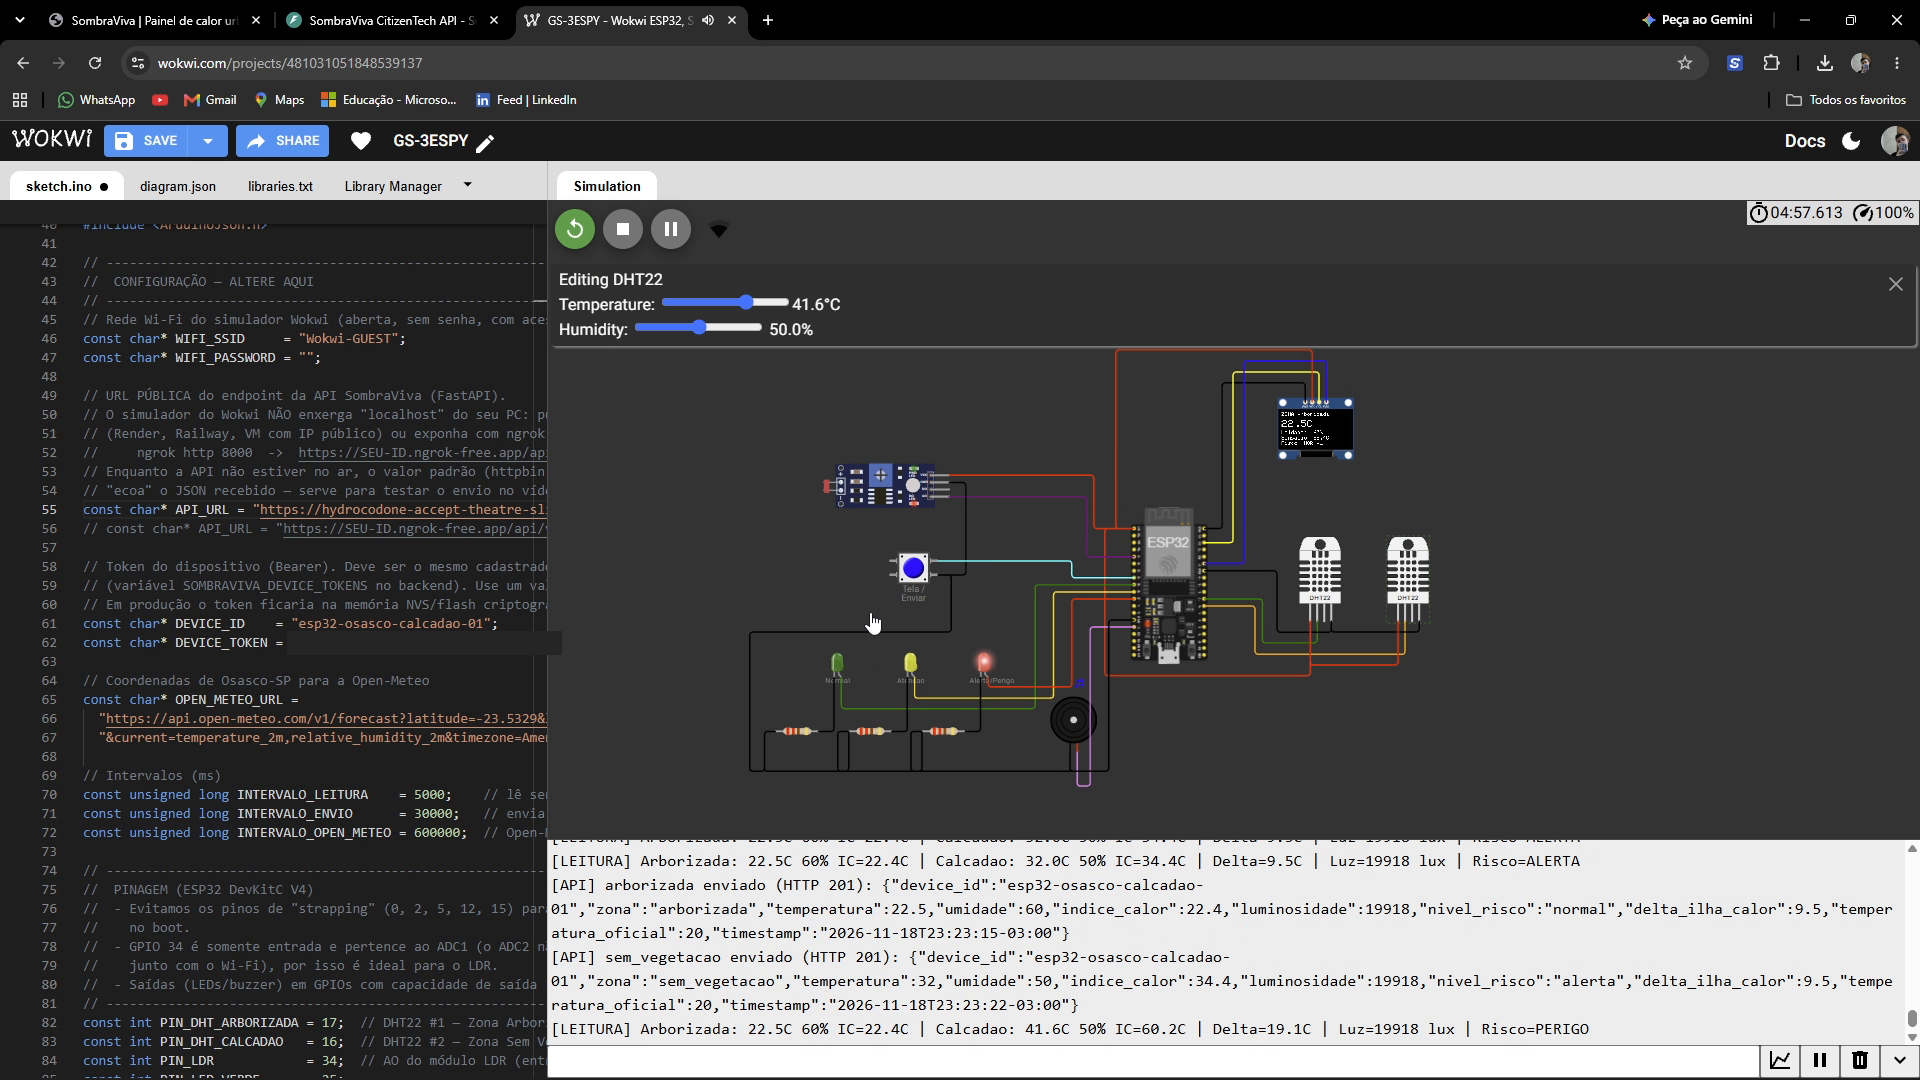 SombraViva | Painel de calor ur
SombraViva CitizenTech API - S
GS-3ESPY - Wokwi ESP32, S
Peça ao Gemini
wokwi.com/projects/481031051848539137
WhatsApp
Gmail
Maps
Educação - Microso...
Feed | LinkedIn
Todos os favoritos
WOKWI
SAVE
SHARE
GS-3ESPY
Docs
sketch.ino
diagram.json
libraries.txt
Library Manager
Simulation
04:57.613
100%
40 #include <ArduinoJson.h>
41
42 // ------------------------------------------------------------
43 // CONFIGURAÇÃO — ALTERE AQUI
44 // ------------------------------------------------------------
45 // Rede Wi-Fi do simulador Wokwi (aberta, sem senha, com ace
46 const char* WIFI_SSID = "Wokwi-GUEST";
47 const char* WIFI_PASSWORD = "";
48
49 // URL PÚBLICA do endpoint da API SombraViva (FastAPI).
50 // O simulador do Wokwi NÃO enxerga "localhost" do seu PC: p
51 // (Render, Railway, VM com IP público) ou exponha com ngrok
52 // ngrok http 8000 -> https://SEU-ID.ngrok-free.app/ap
53 // Enquanto a API não estiver no ar, o valor padrão (httpbin
54 // "ecoa" o JSON recebido — serve para testar o envio no víd
55 const char* API_URL = "https://hydrocodone-accept-theatre-sl
56 // const char* API_URL = "https://SEU-ID.ngrok-free.app/api/
57
58 // Token do dispositivo (Bearer). Deve ser o mesmo cadastrad
59 // (variável SOMBRAVIVA_DEVICE_TOKENS no backend). Use um va
60 // Em produção o token ficaria na memória NVS/flash criptogr
61 const char* DEVICE_ID = "esp32-osasco-calcadao-01";
62 const char* DEVICE_TOKEN =
63
64 // Coordenadas de Osasco-SP para a Open-Meteo
65 const char* OPEN_METEO_URL =
66 "https://api.open-meteo.com/v1/forecast?latitude=-23.5329&
67 "&current=temperature_2m,relative_humidity_2m&timezone=Ame
68
69 // Intervalos (ms)
70 const unsigned long INTERVALO_LEITURA = 5000; // lê se
71 const unsigned long INTERVALO_ENVIO = 30000; // envia
72 const unsigned long INTERVALO_OPEN_METEO = 600000; // Open-
73
74 // ------------------------------------------------------------
75 // PINAGEM (ESP32 DevKitC V4)
76 // - Evitamos os pinos de "strapping" (0, 2, 5, 12, 15) par
77 // no boot.
78 // - GPIO 34 é somente entrada e pertence ao ADC1 (o ADC2 n
79 // junto com o Wi-Fi), por isso é ideal para o LDR.
80 // - Saídas (LEDs/buzzer) em GPIOs com capacidade de saída
81 // ------------------------------------------------------------
82 const int PIN_DHT_ARBORIZADA = 17; // DHT22 #1 — Zona Arbor
83 const int PIN_DHT_CALCADAO = 16; // DHT22 #2 — Zona Sem V
84 const int PIN_LDR = 34; // AO do módulo LDR (ent
Editing DHT22
Temperature: 41.6°C
Humidity: 50.0%
22.5C
ESP32
Tela / Enviar
Normal
Atencao
Alerta/Perigo
DHT22
DHT22
[LEITURA] Arborizada: 22.5C 60% IC=22.4C | Calcadao: 32.0C 50% IC=34.4C | Delta=9.5C | Luz=19918 lux | Risco=ALERTA
[API] arborizada enviado (HTTP 201): {"device_id":"esp32-osasco-calcadao-
01","zona":"arborizada","temperatura":22.5,"umidade":60,"indice_calor":22.4,"luminosidade":19918,"nivel_risco":"normal","delta_ilha_calor":9.5,"temper
atura_oficial":20,"timestamp":"2026-11-18T23:23:15-03:00"}
[API] sem_vegetacao enviado (HTTP 201): {"device_id":"esp32-osasco-calcadao-
01","zona":"sem_vegetacao","temperatura":32,"umidade":50,"indice_calor":34.4,"luminosidade":19918,"nivel_risco":"alerta","delta_ilha_calor":9.5,"tempe
ratura_oficial":20,"timestamp":"2026-11-18T23:23:22-03:00"}
[LEITURA] Arborizada: 22.5C 60% IC=22.4C | Calcadao: 41.6C 50% IC=60.2C | Delta=19.1C | Luz=19918 lux | Risco=PERIGO